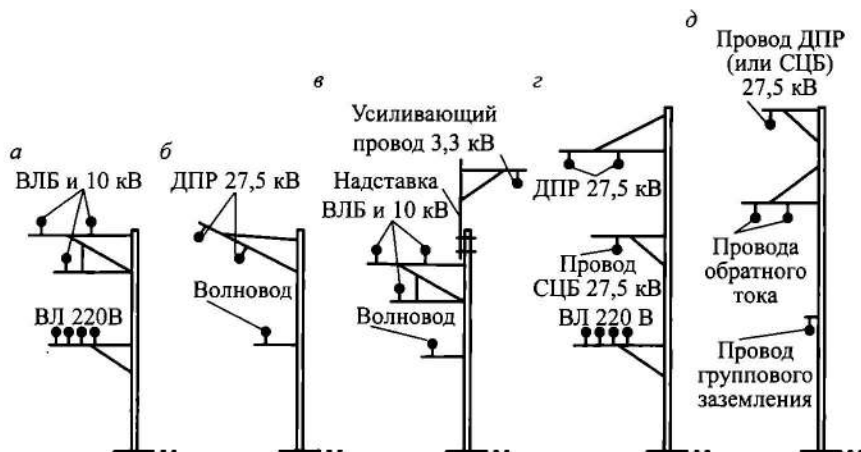 а
ВЛБ и 10 кВ
ВЛ 220В
б
ДПР 27,5 кВ
Волновод
в
Усиливающий
провод 3,3 кВ
Надставка
ВЛБ и 10 кВ
Волновод
г
ДПР 27,5 кВ
Провод
СЦБ 27,5 кВ
ВЛ 220 В
д
Провод ДПР
(или СЦБ)
27,5 кВ
Провода
обратного
тока
Провод
группового
заземления